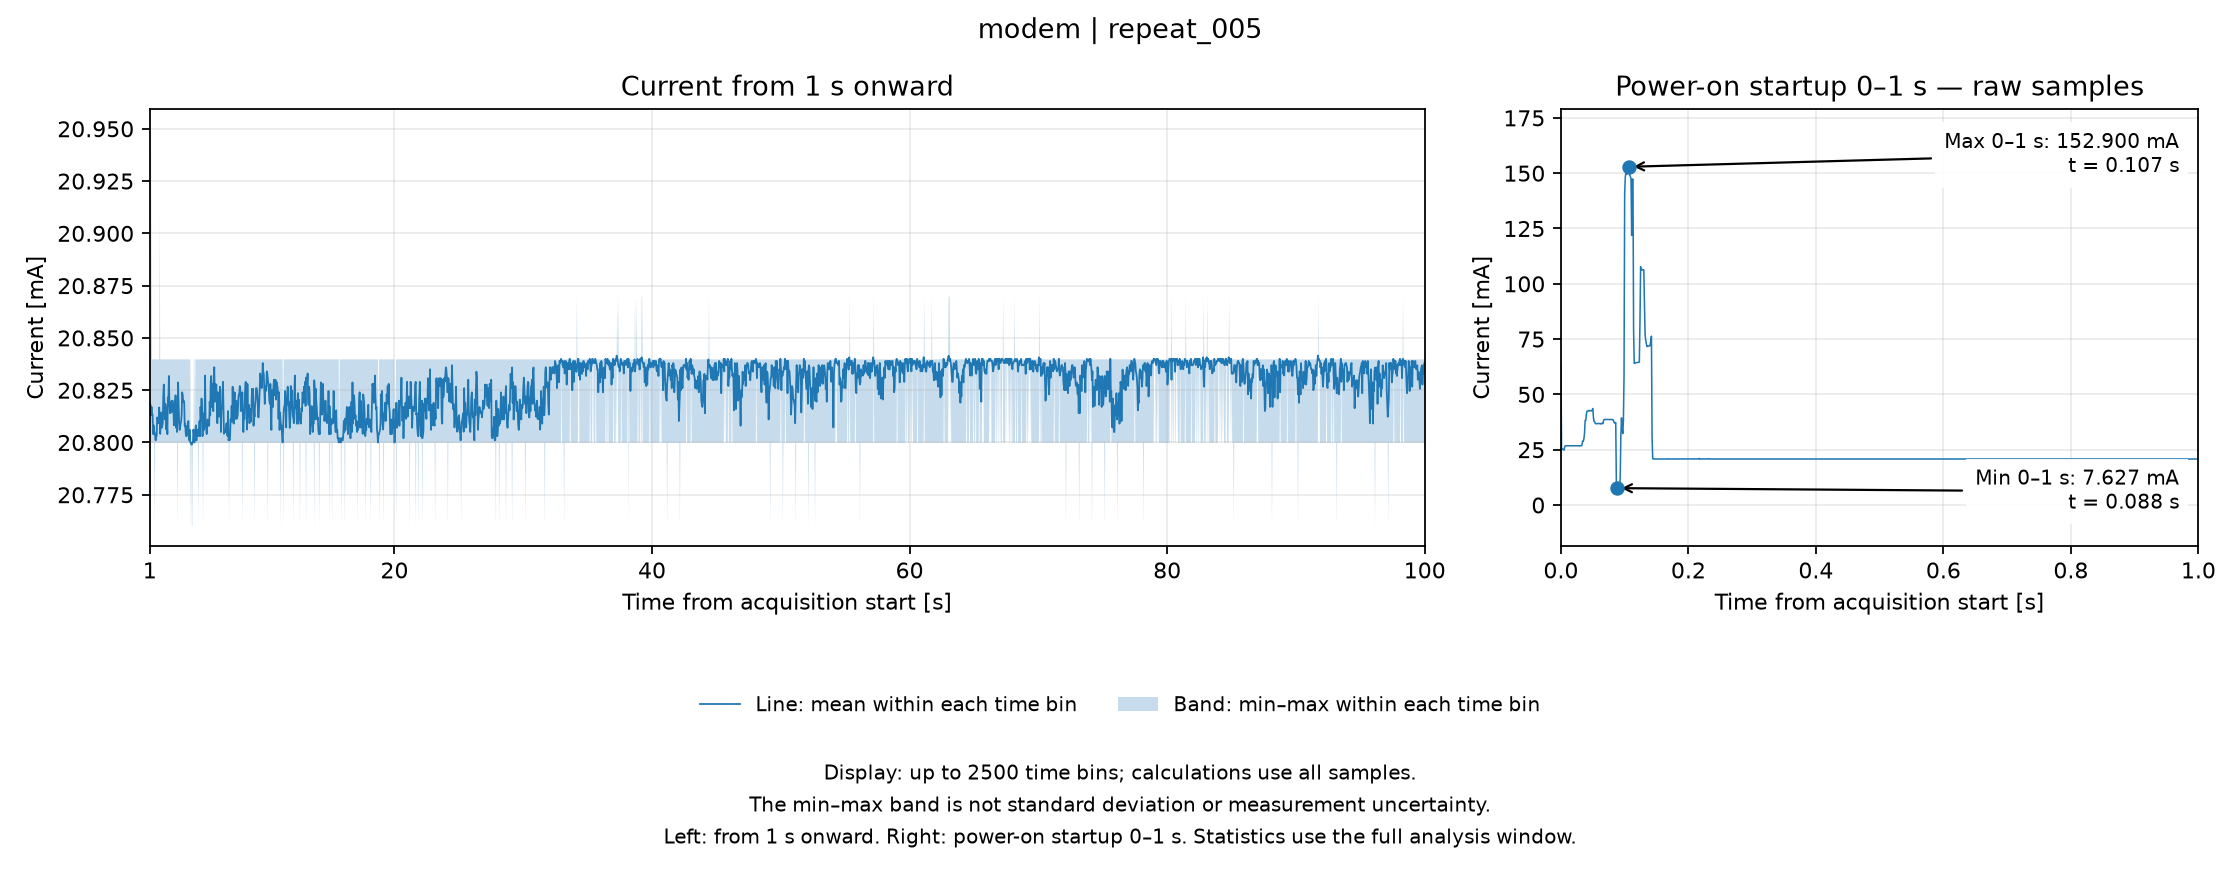 modem | repeat_005
Current from 1 s onward
Current [mA]
20.950
20.925
20.900
20.875
20.850
20.825
20.800
20.775
1
20
40
60
80
100
Time from acquisition start [s]
Power-on startup 0–1 s — raw samples
Current [mA]
175
150
125
100
75
50
25
0
Max 0–1 s: 152.900 mA
t = 0.107 s
Min 0–1 s: 7.627 mA
t = 0.088 s
0.0
0.2
0.4
0.6
0.8
1.0
Time from acquisition start [s]
Line: mean within each time bin
Band: min–max within each time bin
Display: up to 2500 time bins; calculations use all samples.
The min–max band is not standard deviation or measurement uncertainty.
Left: from 1 s onward. Right: power-on startup 0–1 s. Statistics use the full analysis window.